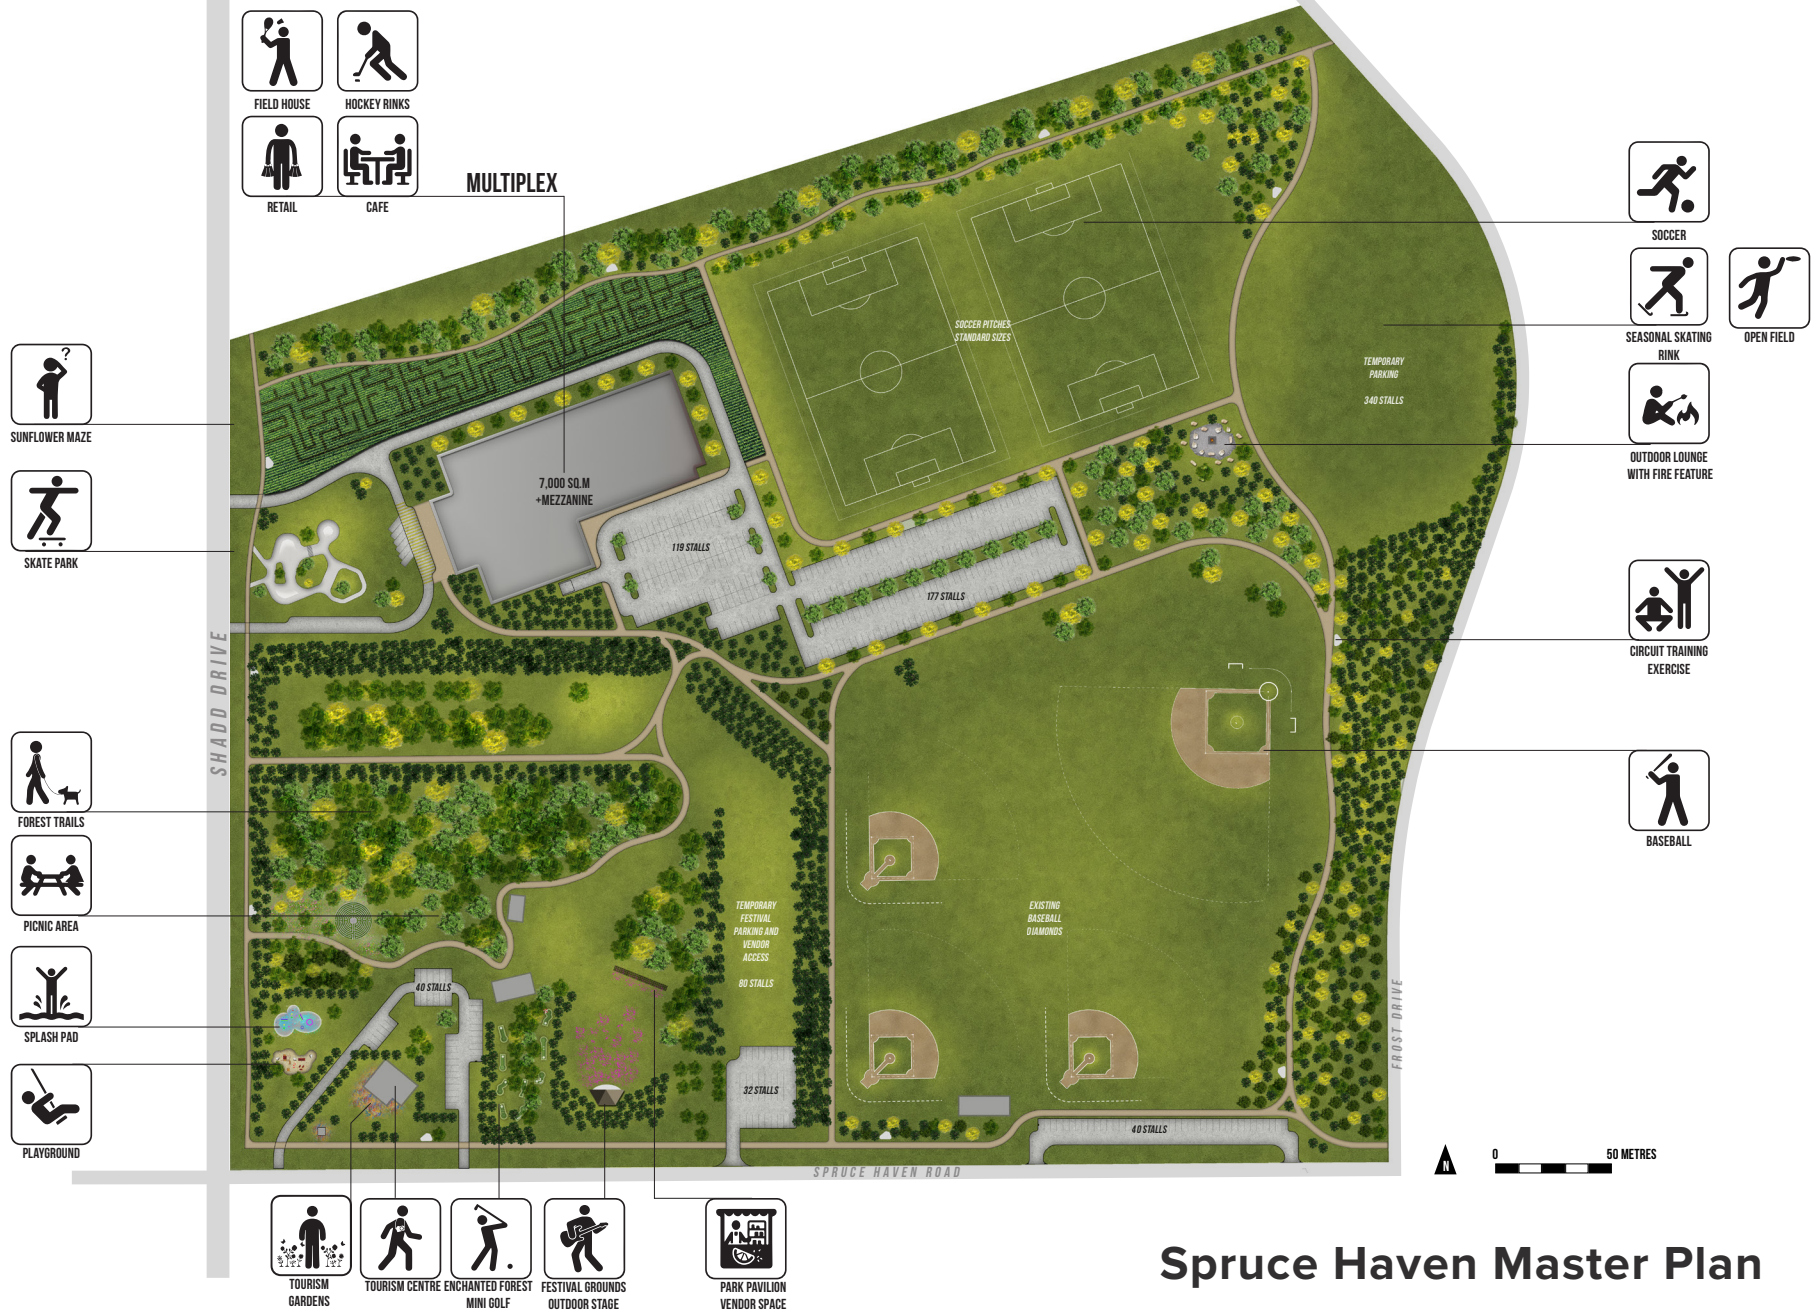 FIELD HOUSE
HOCKEY RINKS
RETAIL
CAFE
MULTIPLEX
SOCCER
SEASONAL SKATING
RINK
OPEN FIELD
SOCCER PITCHES
STANDARD SIZES
TEMPORARY
PARKING
340 STALLS
?
SUNFLOWER MAZE
OUTDOOR LOUNGE
WITH FIRE FEATURE
7,000 SQ.M
+MEZZANINE
SKATE PARK
119 STALLS
177 STALLS
CIRCUIT TRAINING
EXERCISE
SHADD DRIVE
FOREST TRAILS
BASEBALL
PICNIC AREA
TEMPORARY
FESTIVAL
PARKING AND
VENDOR
ACCESS
80 STALLS
EXISTING
BASEBALL
DIAMONDS
40 STALLS
SPLASH PAD
FROST DRIVE
32 STALLS
PLAYGROUND
40 STALLS
SPRUCE HAVEN ROAD
N
0
50 METRES
TOURISM
GARDENS
TOURISM CENTRE
ENCHANTED FOREST
MINI GOLF
FESTIVAL GROUNDS
OUTDOOR STAGE
PARK PAVILION
VENDOR SPACE
Spruce Haven Master Plan